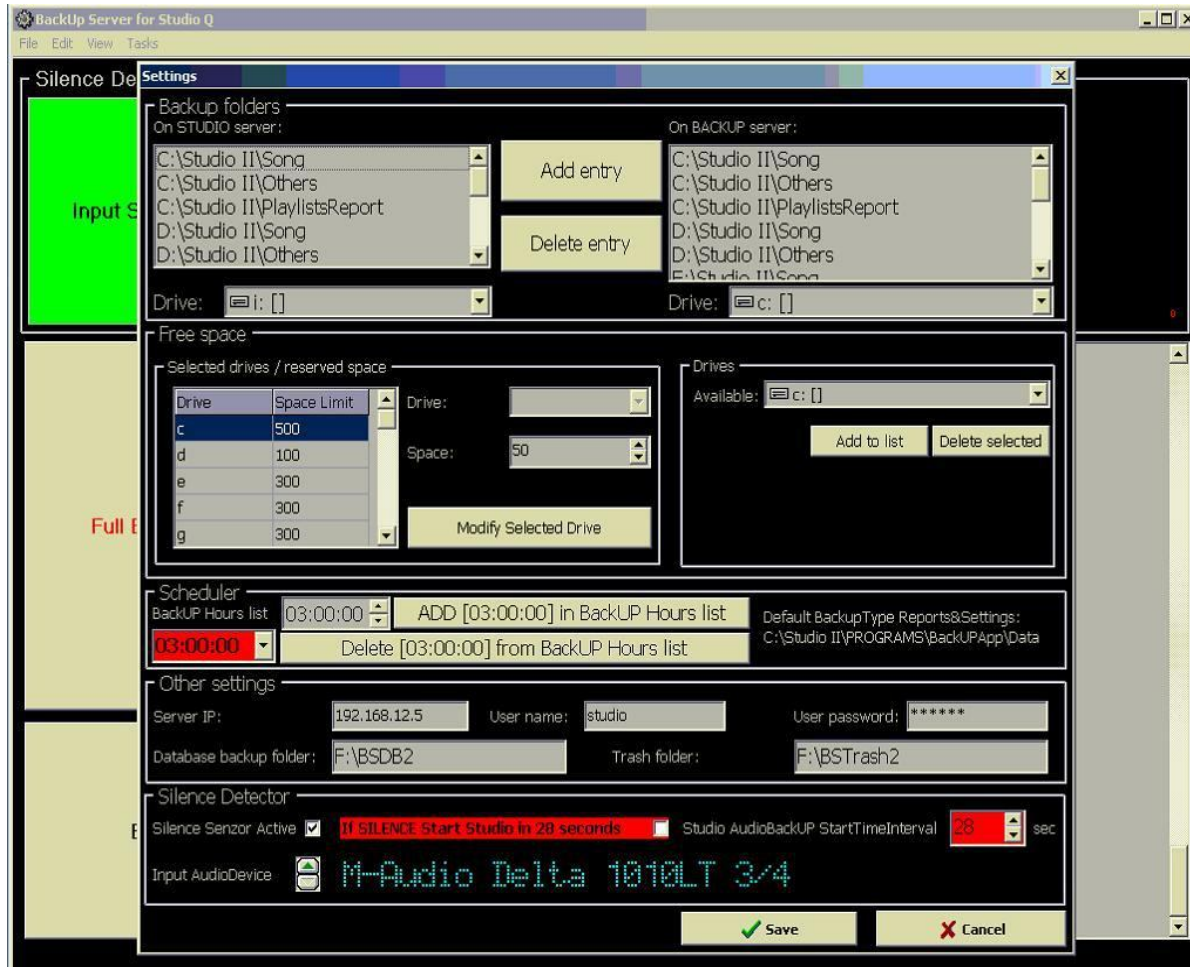 BackUp Server for Studio Q
File Edit View Tasks
Silence De
Settings
Backup folders
On STUDIO server:
On BACKUP server:
C:\Studio II\Song
C:\Studio II\Others
C:\Studio II\PlaylistsReport
D:\Studio II\Song
D:\Studio II\Others
Add entry
Delete entry
C:\Studio II\Song
C:\Studio II\Others
C:\Studio II\PlaylistsReport
D:\Studio II\Song
D:\Studio II\Others
Input S
Drive: i: []
Drive: c: []
0
Free space
Selected drives / reserved space
Drive Space Limit
c 500
d 100
e 300
f 300
g 300
Drive:
Space: 50
Modify Selected Drive
Drives
Available: c: []
Add to list Delete selected
Full
Scheduler
BackUP Hours list 03:00:00 ADD [03:00:00] in BackUP Hours list
03:00:00 Delete [03:00:00] from BackUP Hours list
Default BackupType Reports&Settings:
C:\Studio II\PROGRAMS\BackUPApp\Data
Other settings
Server IP: 192.168.12.5 User name: studio User password: ******
Database backup folder: F:\BSDB2 Trash folder: F:\BSTrash2
Silence Detector
Silence Senzor Active If SILENCE Start Studio in 28 seconds Studio AudioBackUP StartTimeInterval 28 sec
Input AudioDevice M-Audio Delta 1010LT 3/4
Save Cancel